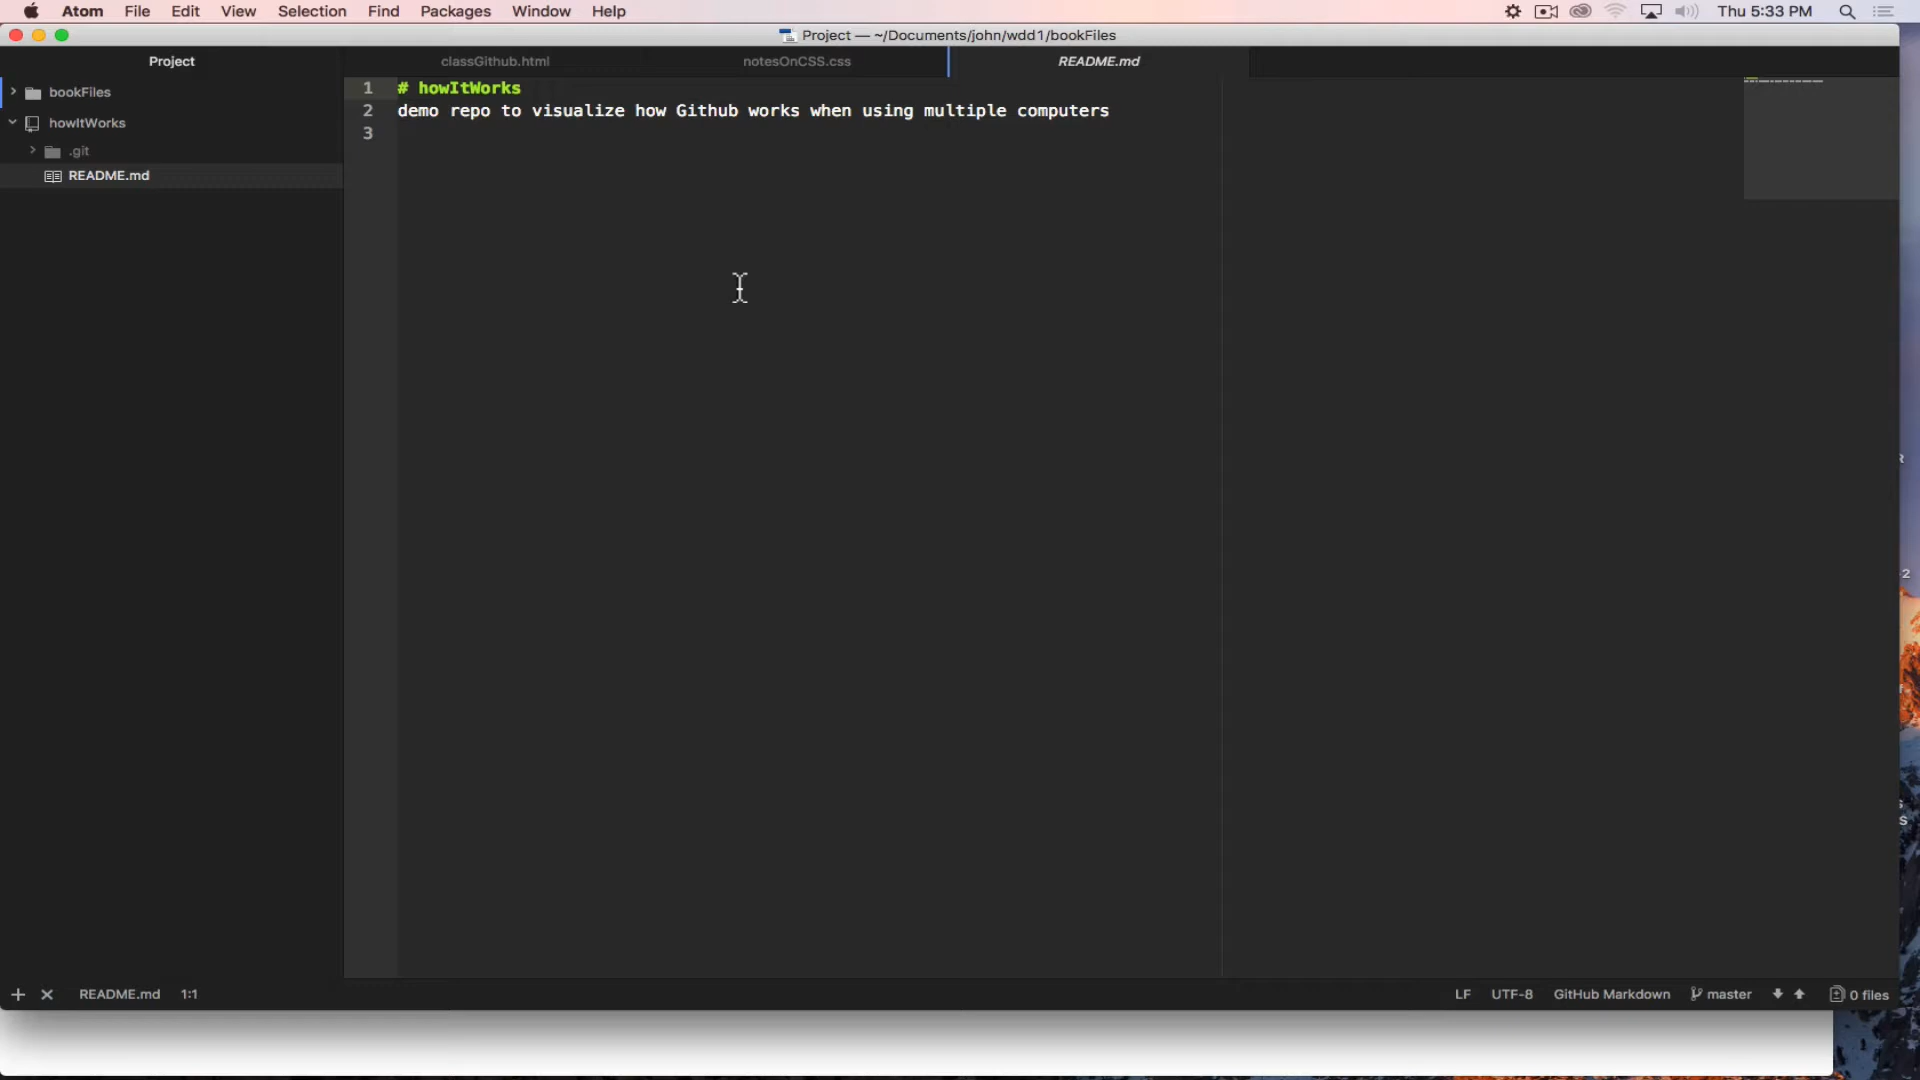 Atom File Edit View Selection Find Packages Window Help Thu 5:33 PM
Project — ~/Documents/john/wdd1/bookFiles
Project classGithub.html notesOnCSS.css README.md
bookFiles
howItWorks
.git
README.md
1 # howItWorks
2 demo repo to visualize how Github works when using multiple computers
3
README.md 1:1 LF UTF-8 GitHub Markdown master 0 files